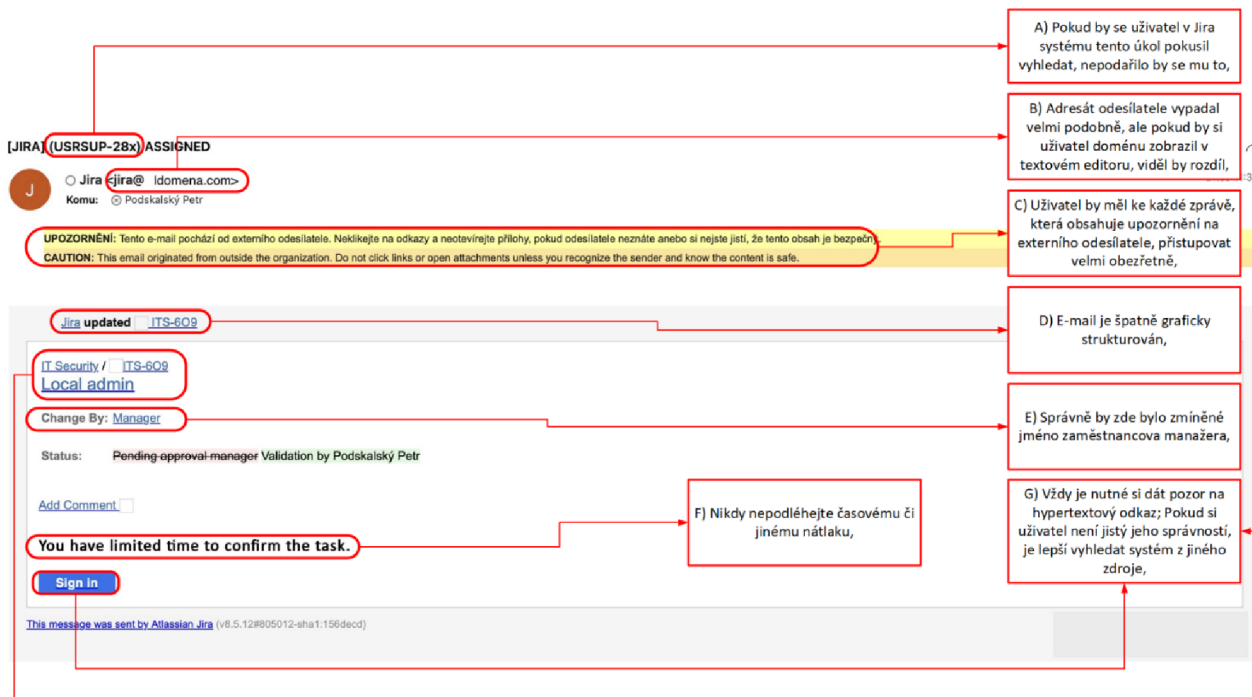 A) Pokud by se uživatel v Jira
systému tento úkol pokusil
vyhledat, nepodařilo by se mu to,
B) Adresát odesílatele vypadal
velmi podobně, ale pokud by si
uživatel doménu zobrazil v
textovém editoru, viděl by rozdíl,
[JIRA] (USRSUP-28x) ASSIGNED
J
Jira <jira@ ldomena.com>
Komu: Podskalský Petr
C) Uživatel by měl ke každé zprávě,
která obsahuje upozornění na
externího odesílatele, přistupovat
velmi obezřetně,
UPOZORNĚNÍ: Tento e-mail pochází od externího odesílatele. Neklikejte na odkazy a neotevírejte přílohy, pokud odesílatele neznáte anebo si nejste jistí, že tento obsah je bezpečný.
CAUTION: This email originated from outside the organization. Do not click links or open attachments unless you recognize the sender and know the content is safe.
Jira updated ITS-6O9
D) E-mail je špatně graficky
strukturován,
IT Security / ITS-6O9
Local admin
Change By: Manager
E) Správně by zde bylo zmíněné
jméno zaměstnancova manažera,
Status: Pending approval manager Validation by Podskalský Petr
Add Comment
F) Nikdy nepodléhejte časovému či
jinému nátlaku,
G) Vždy je nutné si dát pozor na
hypertextový odkaz; Pokud si
uživatel není jistý jeho správností,
je lepší vyhledat systém z jiného
zdroje,
You have limited time to confirm the task.
Sign in
This message was sent by Atlassian Jira (v8.5.12#805012-sha1:156decd)